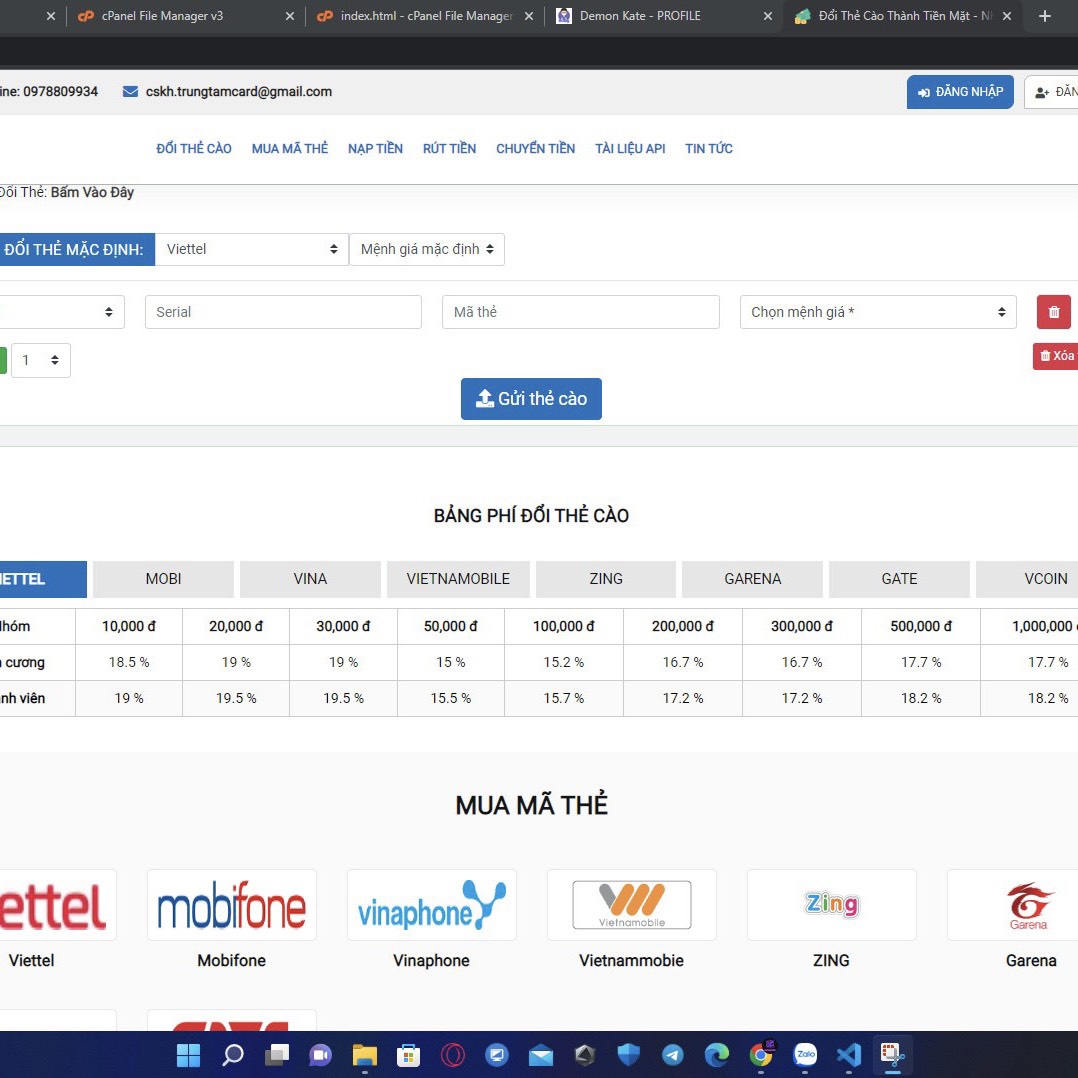 cPanel File Manager v3
index.html - cPanel File Manager
Demon Kate - PROFILE
Đổi Thẻ Cào Thành Tiền Mặt - N
ine: 0978809934
cskh.trungtamcard@gmail.com
ĐĂNG NHẬP
ĐĂN
ĐỔI THẺ CÀO
MUA MÃ THẺ
NẠP TIỀN
RÚT TIỀN
CHUYỂN TIỀN
TÀI LIỆU API
TIN TỨC
Đổi Thẻ: Bấm Vào Đây
ĐỔI THẺ MẶC ĐỊNH:
Viettel
Mệnh giá mặc định
Serial
Mã thẻ
Chọn mệnh giá *
1
Xóa
Gửi thẻ cào
BẢNG PHÍ ĐỔI THẺ CÀO
IETTEL
MOBI
VINA
VIETNAMOBILE
ZING
GARENA
GATE
VCOIN
Nhóm 10,000 đ 20,000 đ 30,000 đ 50,000 đ 100,000 đ 200,000 đ 300,000 đ 500,000 đ 1,000,000
cương 18.5 % 19 % 19 % 15 % 15.2 % 16.7 % 16.7 % 17.7 % 17.7 %
nh viên 19 % 19.5 % 19.5 % 15.5 % 15.7 % 17.2 % 17.2 % 18.2 % 18.2 %
MUA MÃ THẺ
ettel
mobifone
vinaphone
Vietnamobile
Zing
Garena
Viettel
Mobifone
Vinaphone
Vietnammobie
ZING
Garena
Zalo